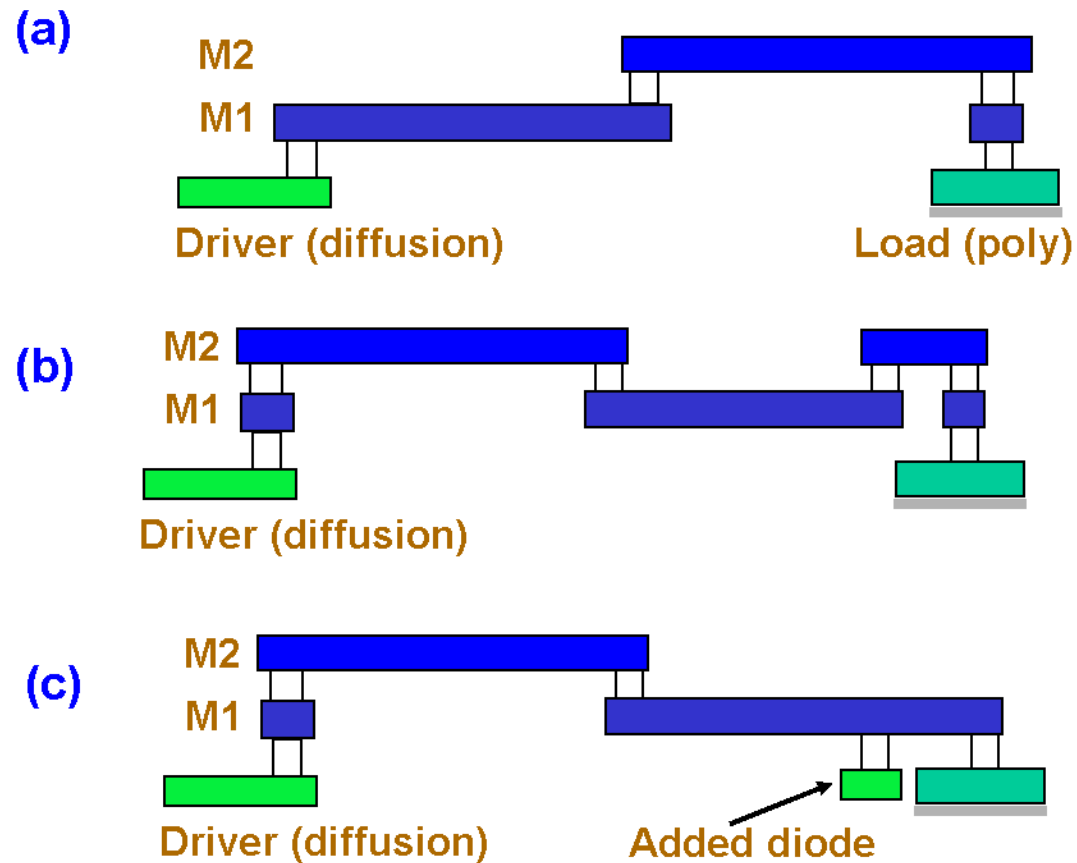 (a)
M2
M1
Driver (diffusion)
Load (poly)
(b)
M2
M1
Driver (diffusion)
(c)
M2
M1
Driver (diffusion)
Added diode